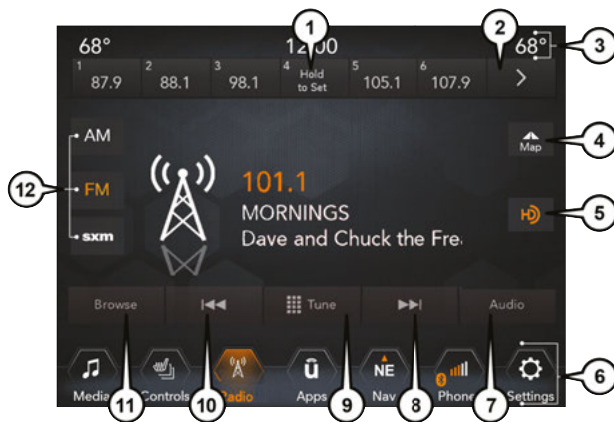 1 2 3
68° 12:00 68°
1 87.9 2 88.1 3 98.1 4 Hold to Set 5 105.1 6 107.9
AM
Map 4
12 FM
101.1
HD 5
sxm
MORNINGS
Dave and Chuck the Fre
Browse Tune Audio
û NE 6
Media Controls Radio Apps Nav Phone Settings
11 10 9 8 7